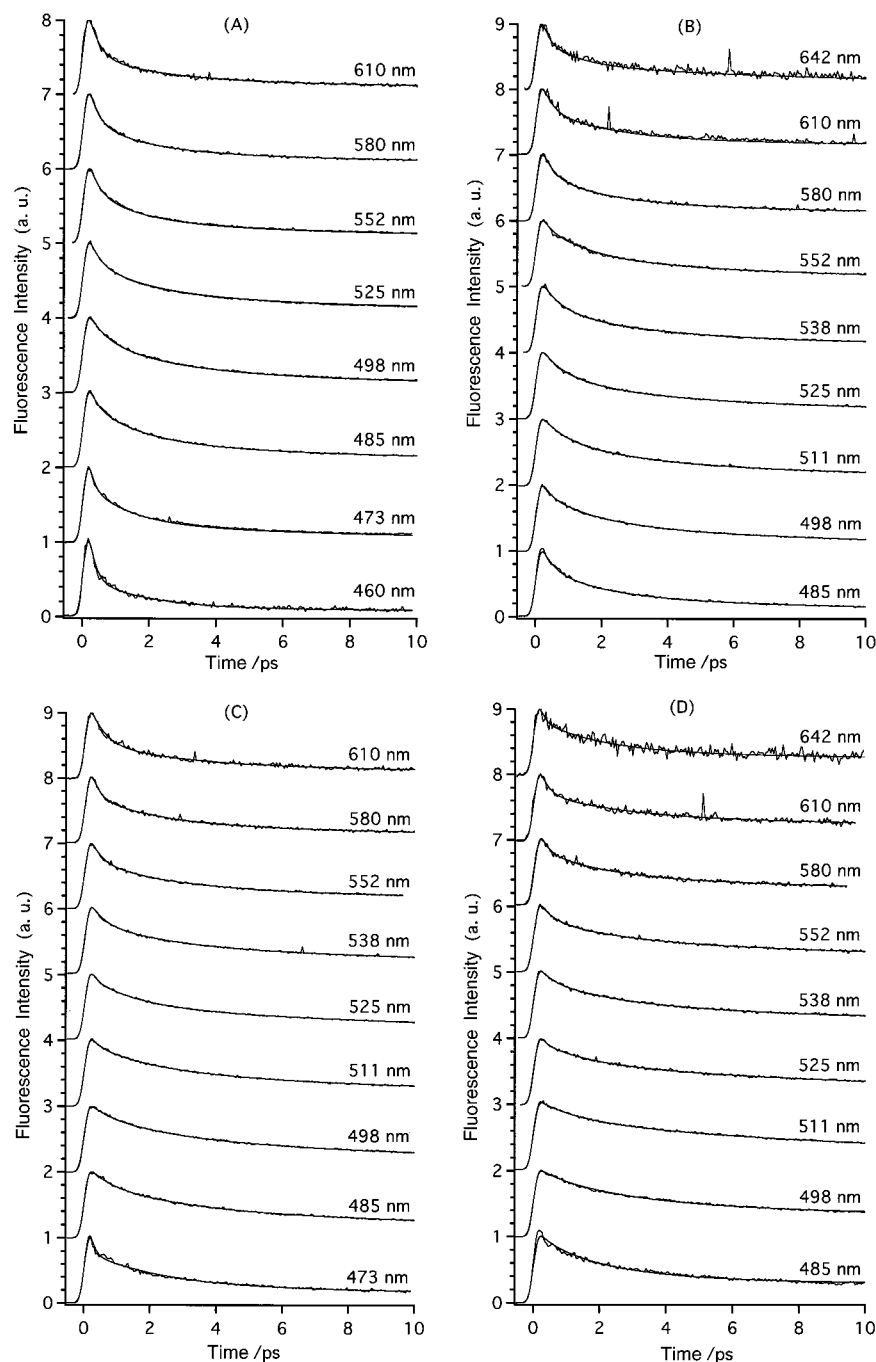 (A)
8
7
6
5
4
3
2
1
0
Fluorescence Intensity (a. u.)
610 nm
580 nm
552 nm
525 nm
498 nm
485 nm
473 nm
460 nm
0 2 4 6 8 10
Time /ps
(B)
9
8
7
6
5
4
3
2
1
0
Fluorescence Intensity (a. u.)
642 nm
610 nm
580 nm
552 nm
538 nm
525 nm
511 nm
498 nm
485 nm
0 2 4 6 8 10
Time /ps
(C)
9
8
7
6
5
4
3
2
1
0
Fluorescence Intensity (a. u.)
610 nm
580 nm
552 nm
538 nm
525 nm
511 nm
498 nm
485 nm
473 nm
0 2 4 6 8 10
Time /ps
(D)
9
8
7
6
5
4
3
2
1
0
Fluorescence Intensity (a. u.)
642 nm
610 nm
580 nm
552 nm
538 nm
525 nm
511 nm
498 nm
485 nm
0 2 4 6 8 10
Time /ps